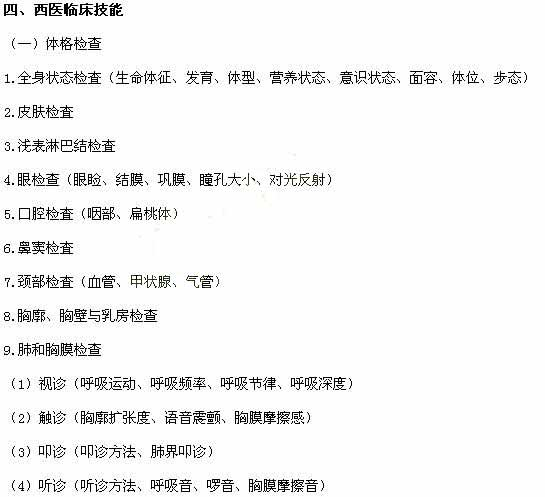 四、西医临床技能
（一）体格检查
1.全身状态检查（生命体征、发育、体型、营养状态、意识状态、面容、体位、步态）
2.皮肤检查
3.浅表淋巴结检查
4.眼检查（眼睑、结膜、巩膜、瞳孔大小、对光反射）
5.口腔检查（咽部、扁桃体）
6.鼻窦检查
7.颈部检查（血管、甲状腺、气管）
8.胸廓、胸壁与乳房检查
9.肺和胸膜检查
（1）视诊（呼吸运动、呼吸频率、呼吸节律、呼吸深度）
（2）触诊（胸廓扩张度、语音震颤、胸膜摩擦感）
（3）叩诊（叩诊方法、肺界叩诊）
（4）听诊（听诊方法、呼吸音、啰音、胸膜摩擦音）